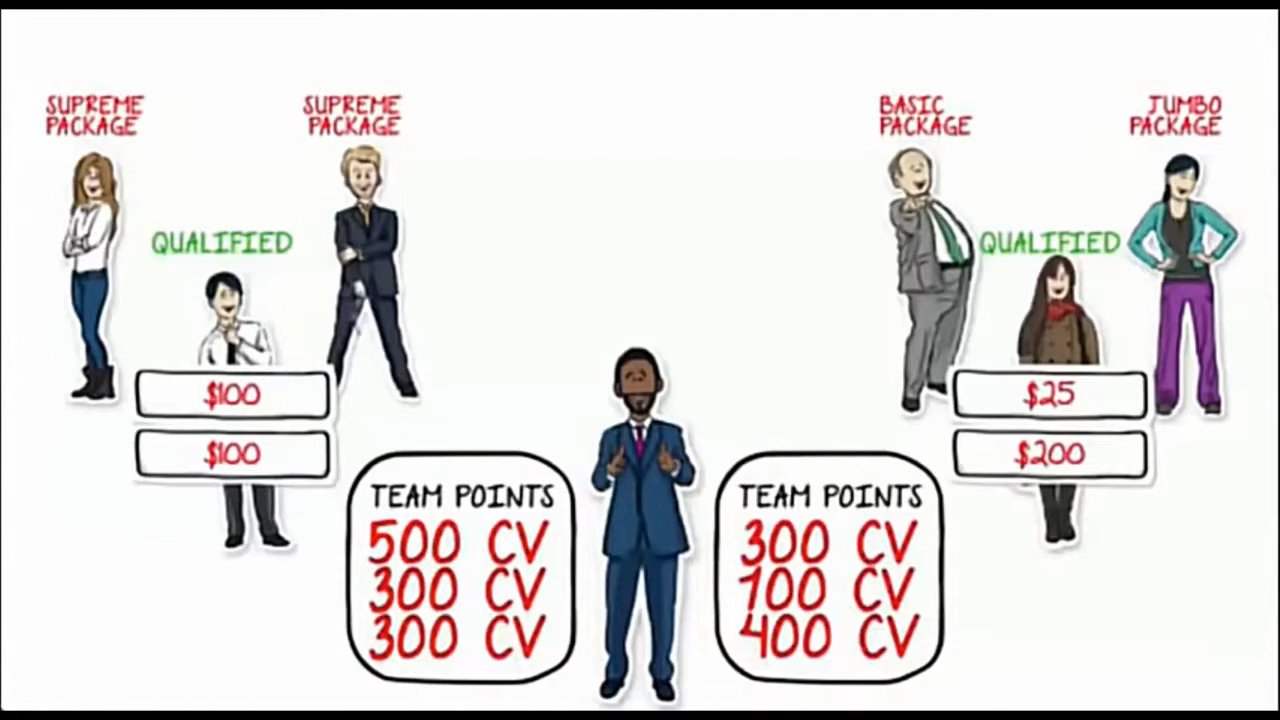 SUPREME
PACKAGE
SUPREME
PACKAGE
BASIC
PACKAGE
JUMBO
PACKAGE
QUALIFIED
QUALIFIED
$100
$100
$25
$200
TEAM POINTS
500 CV
300 CV
300 CV
TEAM POINTS
300 CV
100 CV
400 CV